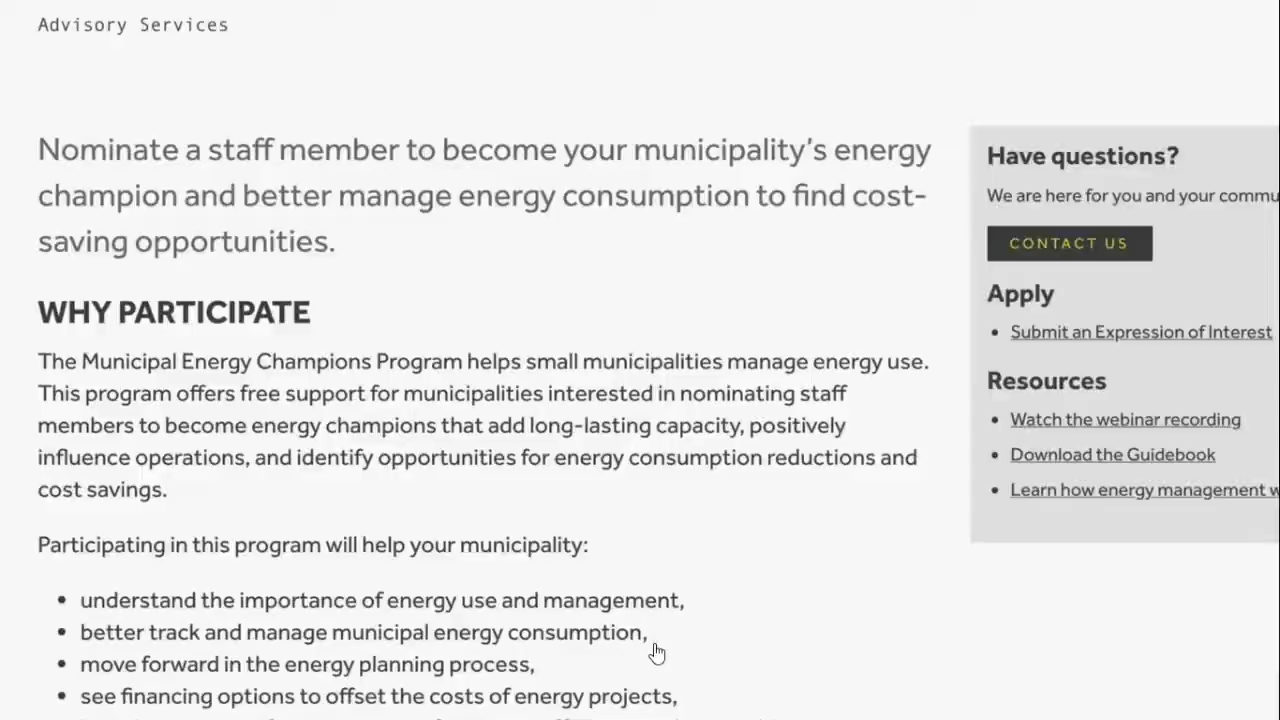 Advisory Services
Nominate a staff member to become your municipality's energy
champion and better manage energy consumption to find cost-
saving opportunities.
WHY PARTICIPATE
The Municipal Energy Champions Program helps small municipalities manage energy use.
This program offers free support for municipalities interested in nominating staff
members to become energy champions that add long-lasting capacity, positively
influence operations, and identify opportunities for energy consumption reductions and
cost savings.
Participating in this program will help your municipality:
• understand the importance of energy use and management,
• better track and manage municipal energy consumption,
• move forward in the energy planning process,
• see financing options to offset the costs of energy projects,
Have questions?
We are here for you and your commu
CONTACT US
Apply
• Submit an Expression of Interest
Resources
• Watch the webinar recording
• Download the Guidebook
• Learn how energy management w